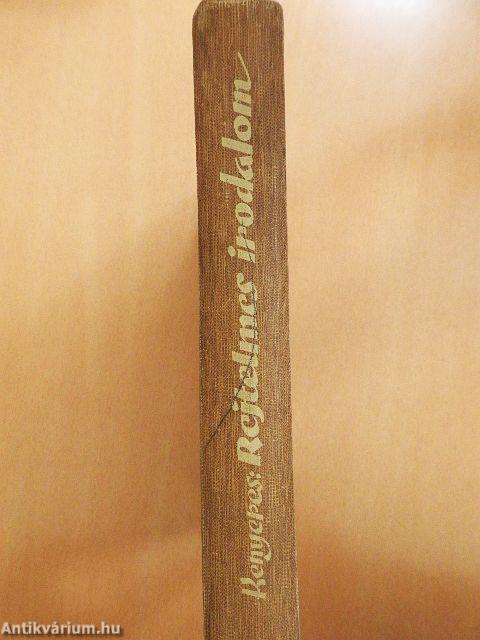 Kenyeres: Rejtelmes irodalom
Antikvárium.hu